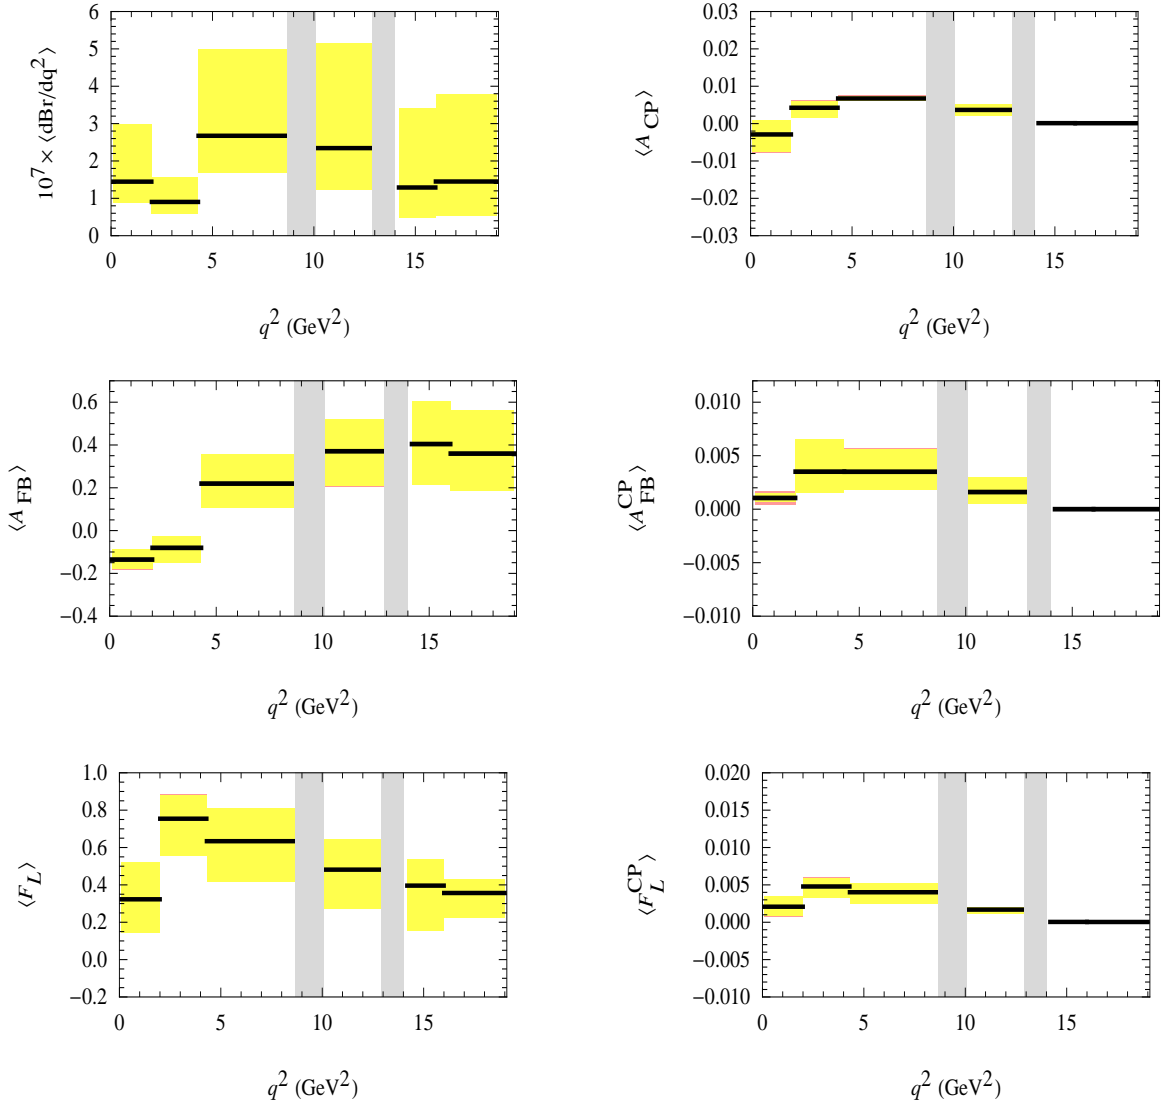 10^7 × ⟨dBr/dq^2⟩
6
5
4
3
2
1
0
0 5 10 15
q^2 (GeV^2)
⟨A_CP⟩
0.03
0.02
0.01
0.00
−0.01
−0.02
−0.03
0 5 10 15
q^2 (GeV^2)
⟨A_FB⟩
0.6
0.4
0.2
0.0
−0.2
−0.4
0 5 10 15
q^2 (GeV^2)
⟨A_FB^CP⟩
0.010
0.005
0.000
−0.005
−0.010
0 5 10 15
q^2 (GeV^2)
⟨F_L⟩
1.0
0.8
0.6
0.4
0.2
0.0
−0.2
0 5 10 15
q^2 (GeV^2)
⟨F_L^CP⟩
0.020
0.015
0.010
0.005
0.000
−0.005
−0.010
0 5 10 15
q^2 (GeV^2)